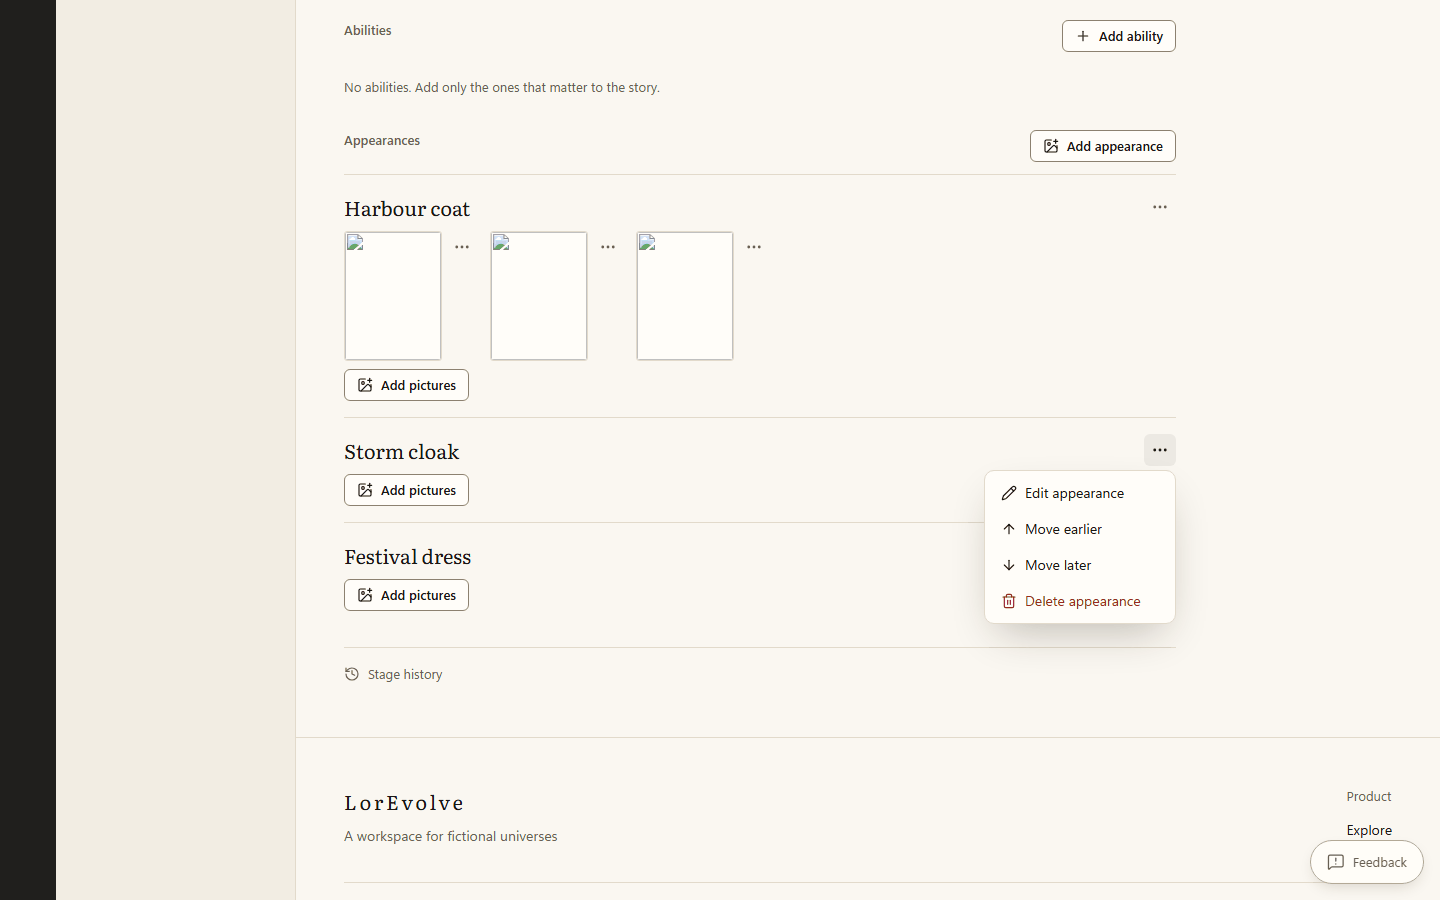 Abilities
Add ability
No abilities. Add only the ones that matter to the story.
Appearances
Add appearance
Harbour coat
Add pictures
Storm cloak
Add pictures
Edit appearance
Move earlier
Move later
Delete appearance
Festival dress
Add pictures
Stage history
LorEvolve
A workspace for fictional universes
Product
Explore
Feedback